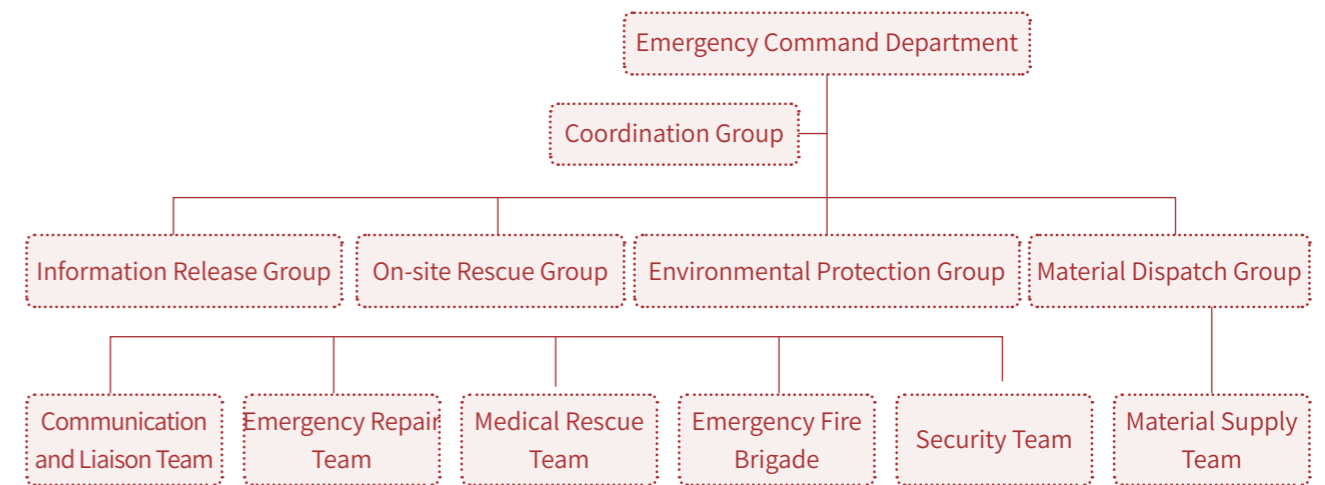 Emergency Command Department
Coordination Group
Information Release Group
On-site Rescue Group
Environmental Protection Group
Material Dispatch Group
Communication
and Liaison Team
Emergency Repair
Team
Medical Rescue
Team
Emergency Fire
Brigade
Security Team
Material Supply
Team